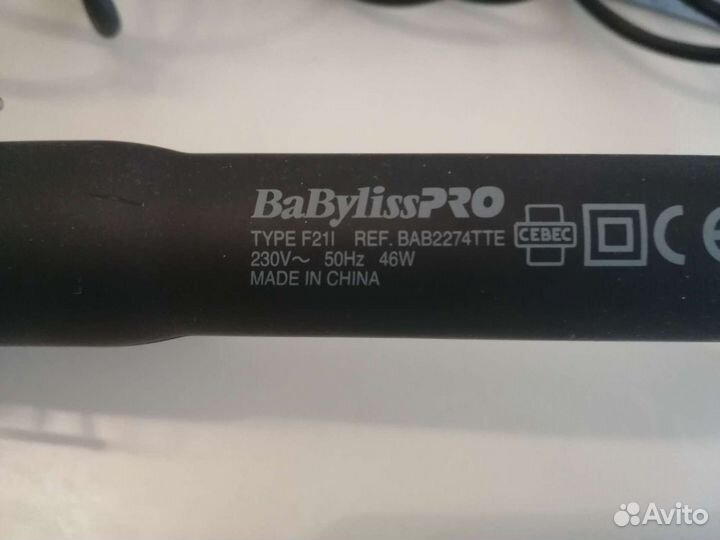 BaBylissPRO
TYPE F21I REF. BAB2274TTE
230V~ 50Hz 46W
MADE IN CHINA
CEBEC
CE
Avito